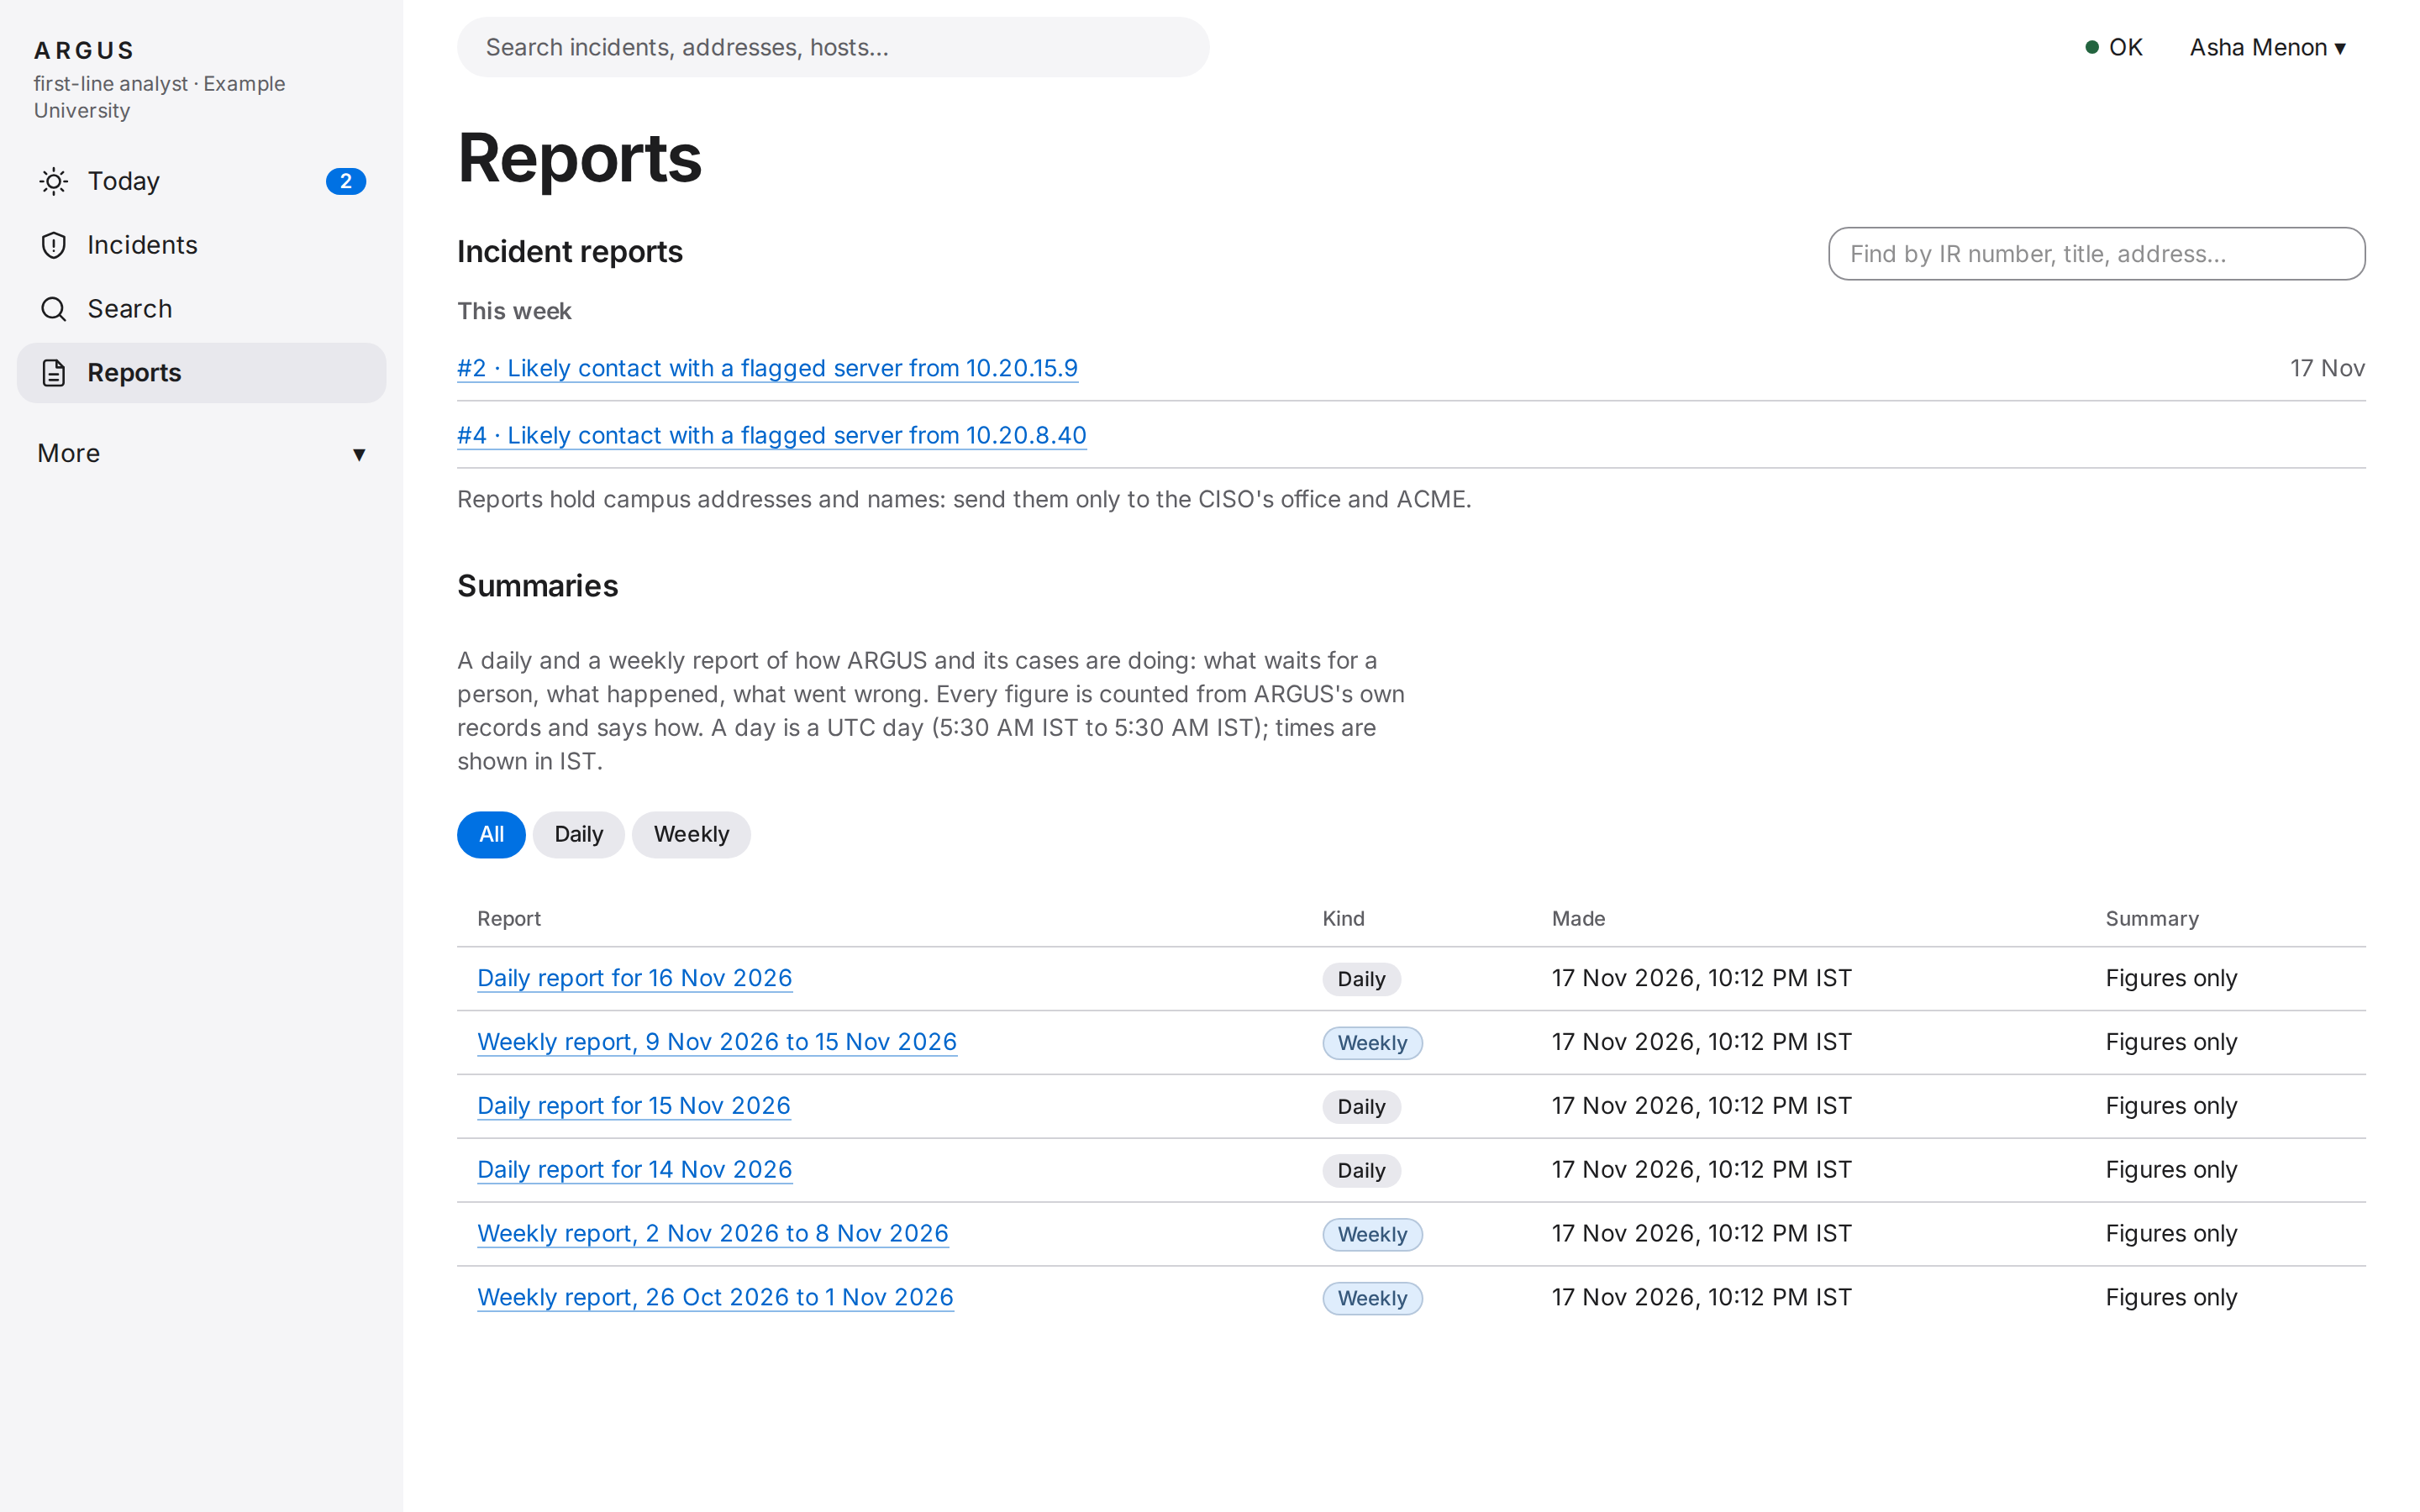 ARGUS
first-line analyst · Example
University
Today 2
Incidents
Search
Reports
More ▾
Search incidents, addresses, hosts...
OK Asha Menon ▾
Reports
Incident reports
Find by IR number, title, address...
This week
#2 · Likely contact with a flagged server from 10.20.15.9 17 Nov
#4 · Likely contact with a flagged server from 10.20.8.40
Reports hold campus addresses and names: send them only to the CISO's office and ACME.
Summaries
A daily and a weekly report of how ARGUS and its cases are doing: what waits for a
person, what happened, what went wrong. Every figure is counted from ARGUS's own
records and says how. A day is a UTC day (5:30 AM IST to 5:30 AM IST); times are
shown in IST.
All Daily Weekly
Report Kind Made Summary
Daily report for 16 Nov 2026 Daily 17 Nov 2026, 10:12 PM IST Figures only
Weekly report, 9 Nov 2026 to 15 Nov 2026 Weekly 17 Nov 2026, 10:12 PM IST Figures only
Daily report for 15 Nov 2026 Daily 17 Nov 2026, 10:12 PM IST Figures only
Daily report for 14 Nov 2026 Daily 17 Nov 2026, 10:12 PM IST Figures only
Weekly report, 2 Nov 2026 to 8 Nov 2026 Weekly 17 Nov 2026, 10:12 PM IST Figures only
Weekly report, 26 Oct 2026 to 1 Nov 2026 Weekly 17 Nov 2026, 10:12 PM IST Figures only